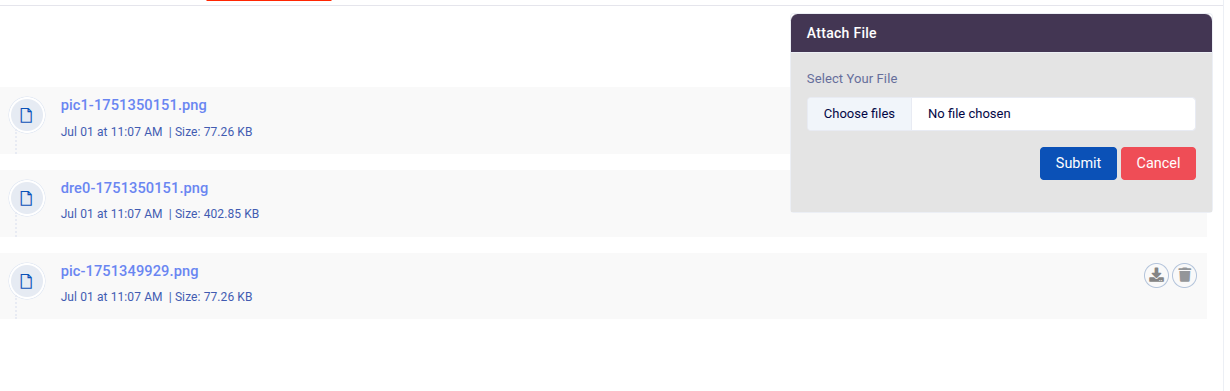 Attach File
Select Your File
Choose files No file chosen
Submit Cancel
pic1-1751350151.png
Jul 01 at 11:07 AM | Size: 77.26 KB
dre0-1751350151.png
Jul 01 at 11:07 AM | Size: 402.85 KB
pic-1751349929.png
Jul 01 at 11:07 AM | Size: 77.26 KB